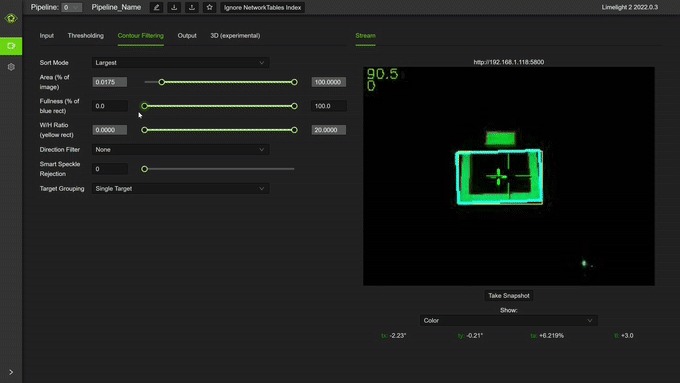 Pipeline: 0 Pipeline_Name Ignore NetworkTables Index Limelight 2 2022.0.3
Input Thresholding Contour Filtering Output 3D (experimental) Stream
Sort Mode Largest
http://192.168.1.118:5800
Area (% of image) 0.0175 100.0000
Fullness (% of blue rect) 0.0 100.0
W/H Ratio (yellow rect) 0.0000 20.0000
Direction Filter None
Smart Speckle Rejection 0
Target Grouping Single Target
90.5
0
Take Snapshot
Show:
Color
tx: -2.23° ty: -0.21° ta: +6.219% tl: +3.0